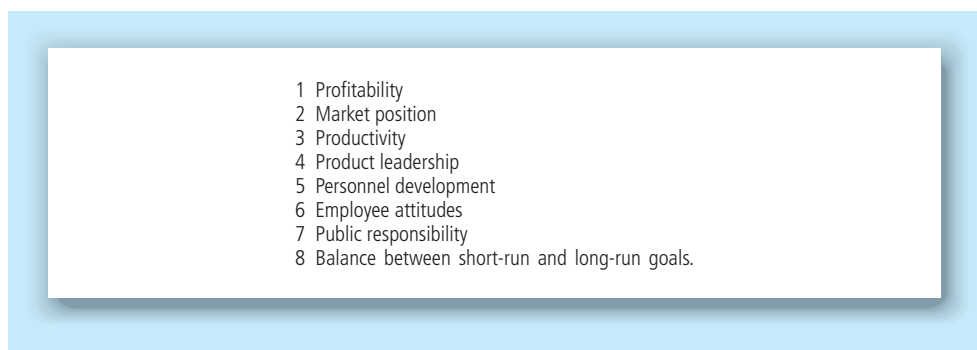 1 Profitability
2 Market position
3 Productivity
4 Product leadership
5 Personnel development
6 Employee attitudes
7 Public responsibility
8 Balance between short-run and long-run goals.